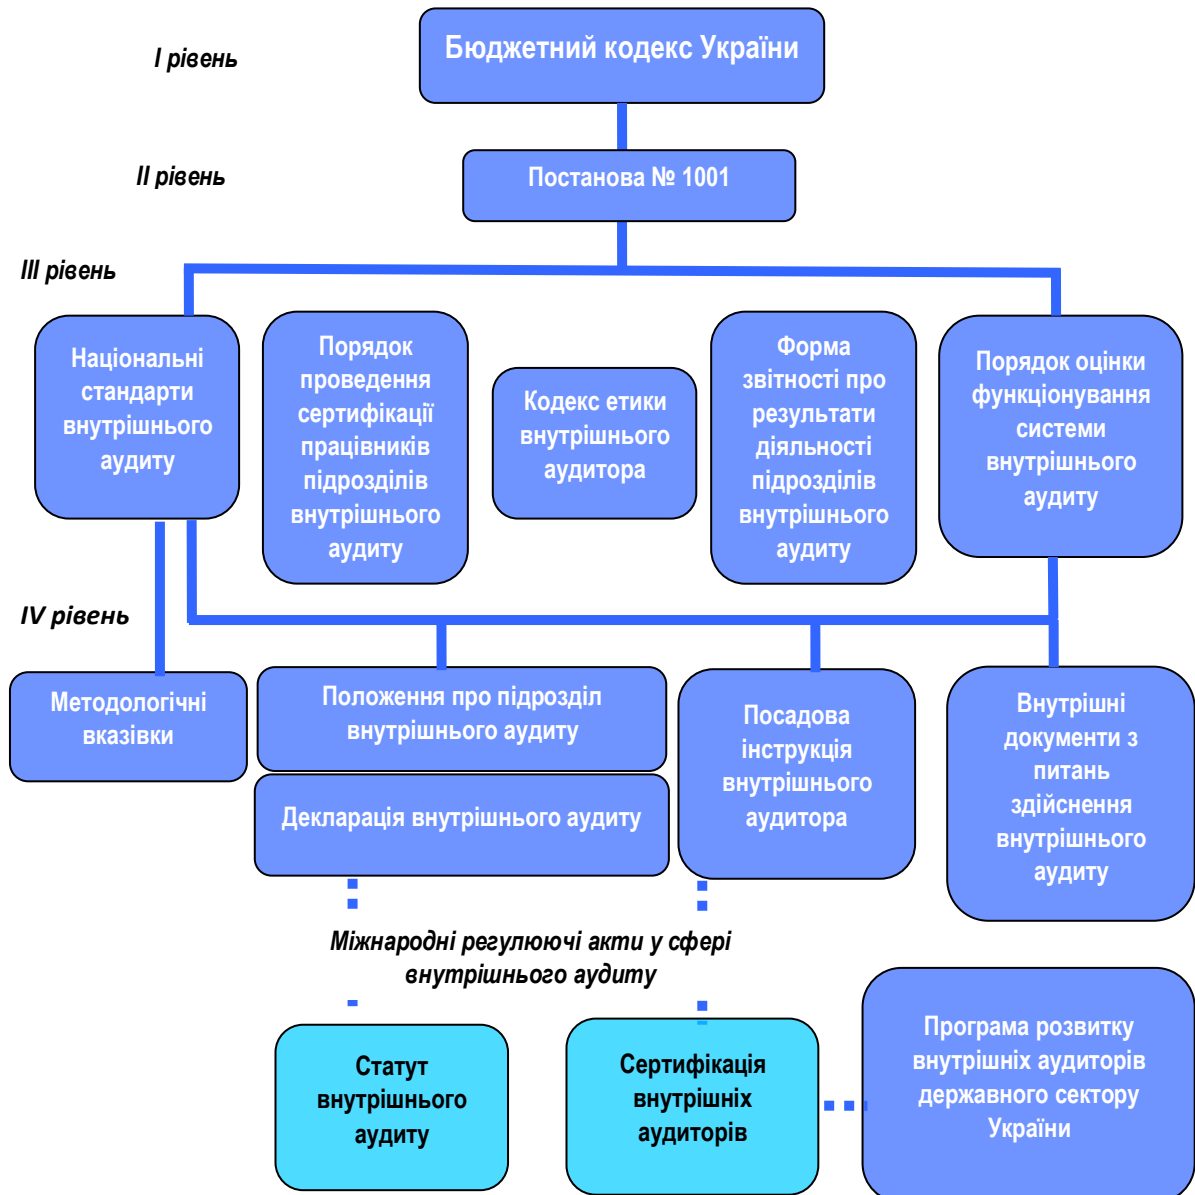 I рівень
Бюджетний кодекс України
II рівень
Постанова № 1001
III рівень
Національні
стандарти
внутрішнього
аудиту
Порядок
проведення
сертифікації
працівників
підрозділів
внутрішнього
аудиту
Кодекс етики
внутрішнього
аудитора
Форма
звітності про
результати
діяльності
підрозділів
внутрішнього
аудиту
Порядок оцінки
функціонування
системи
внутрішнього
аудиту
IV рівень
Методологічні
вказівки
Положення про підрозділ
внутрішнього аудиту
Декларація внутрішнього аудиту
Посадова
інструкція
внутрішнього
аудитора
Внутрішні
документи з
питань
здійснення
внутрішнього
аудиту
Міжнародні регулюючі акти у сфері
внутрішнього аудиту
Статут
внутрішнього
аудиту
Сертифікація
внутрішніх
аудиторів
Програма розвитку
внутрішніх аудиторів
державного сектору
України